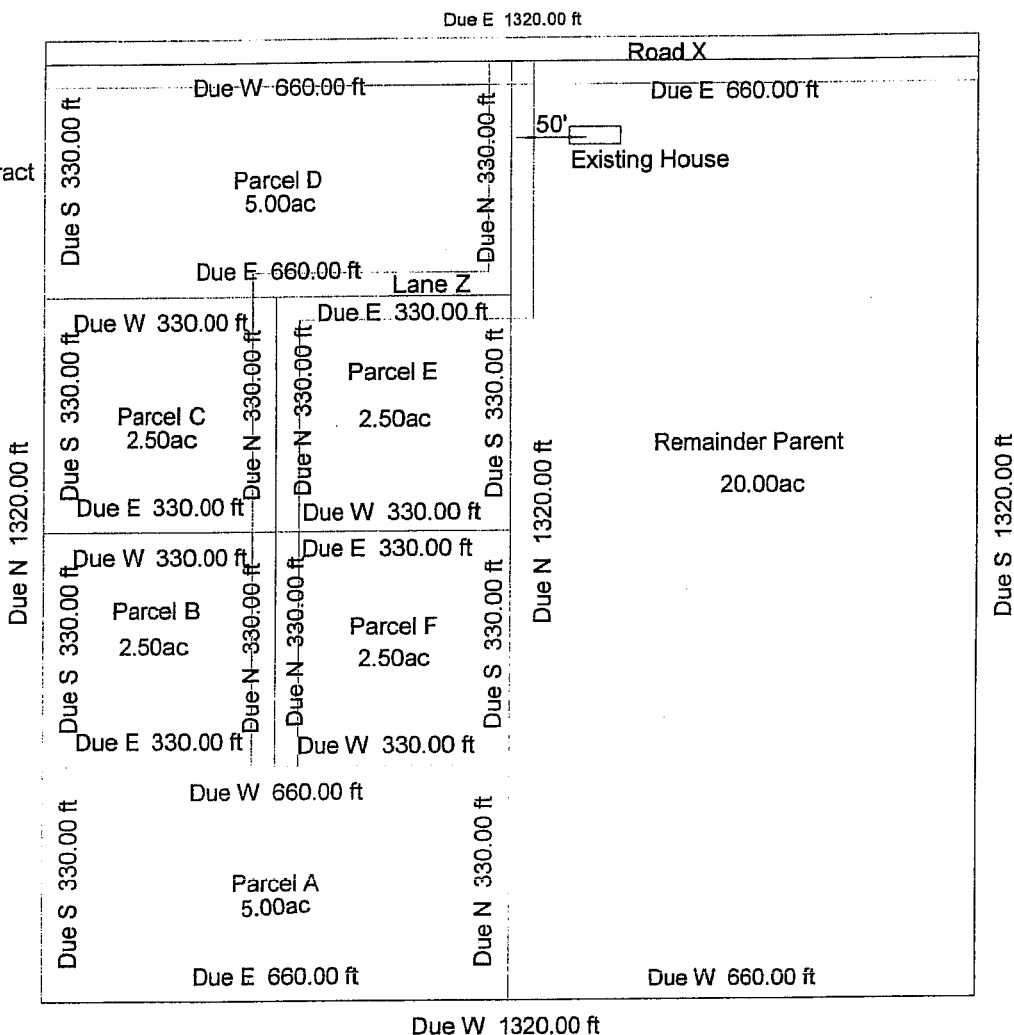 Due E 1320.00 ft
Road X
Due W 660.00 ft
Due E 660.00 ft
50'
Existing House
ract
Due S 330.00 ft
Parcel D
5.00ac
Due N 330.00 ft
Due E 660.00 ft
Lane Z
Due W 330.00 ft
Due E 330.00 ft
Due S 330.00 ft
Parcel C
2.50ac
Due N 330.00 ft
Due N 330.00 ft
Parcel E
2.50ac
Due S 330.00 ft
Due E 330.00 ft
Due W 330.00 ft
Due N 1320.00 ft
Due N 1320.00 ft
Remainder Parent
20.00ac
Due S 1320.00 ft
Due W 330.00 ft
Due E 330.00 ft
Due S 330.00 ft
Parcel B
2.50ac
Due N 330.00 ft
Due N 330.00 ft
Parcel F
2.50ac
Due S 330.00 ft
Due E 330.00 ft
Due W 330.00 ft
Due W 660.00 ft
Due S 330.00 ft
Parcel A
5.00ac
Due N 330.00 ft
Due E 660.00 ft
Due W 660.00 ft
Due W 1320.00 ft